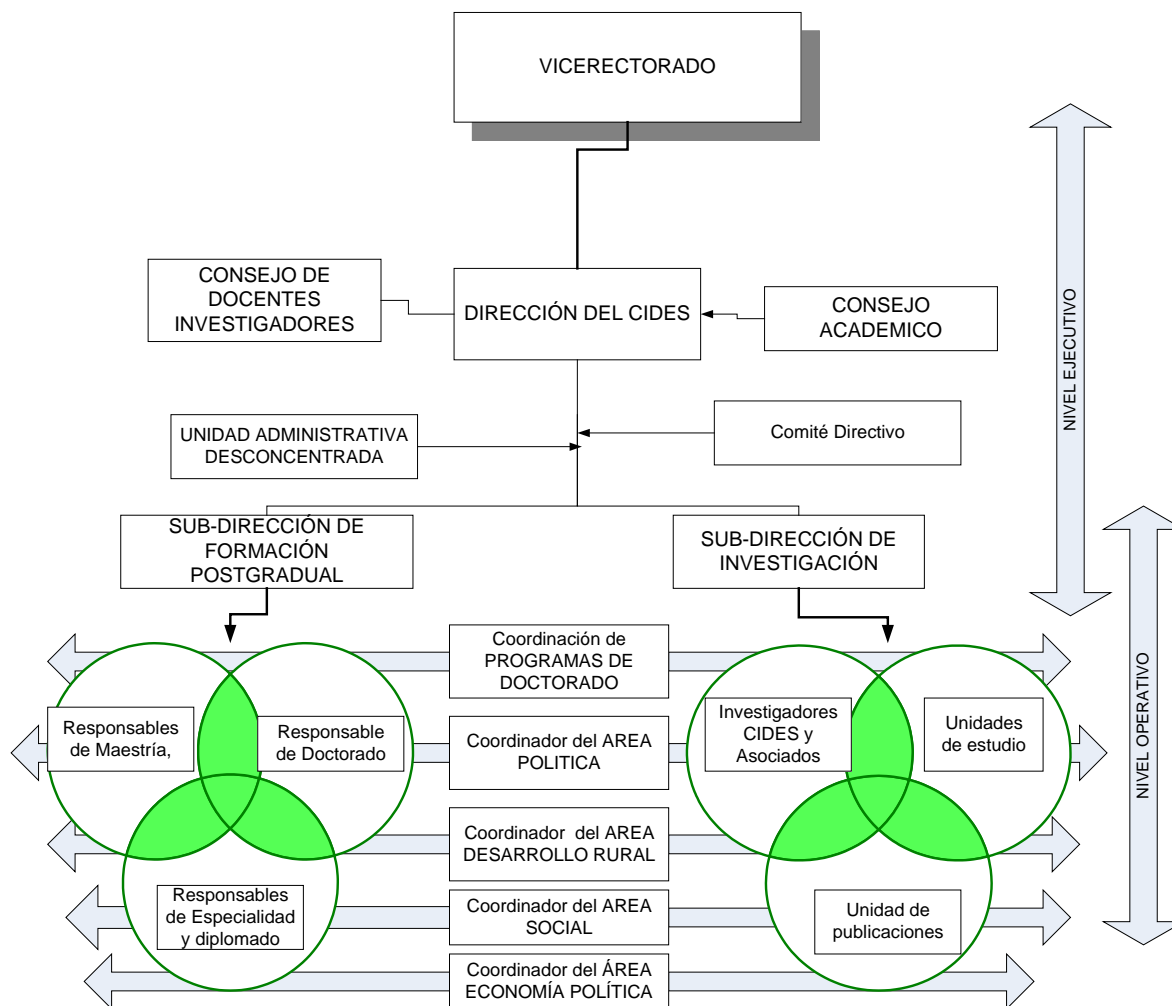 VICERECTORADO
CONSEJO DE
DOCENTES
INVESTIGADORES
DIRECCIÓN DEL CIDES
CONSEJO
ACADEMICO
UNIDAD ADMINISTRATIVA
DESCONCENTRADA
Comité Directivo
NIVEL EJECUTIVO
SUB-DIRECCIÓN DE
FORMACIÓN
POSTGRADUAL
SUB-DIRECCIÓN DE
INVESTIGACIÓN
Coordinación de
PROGRAMAS DE
DOCTORADO
Responsables
de Maestría,
Responsable
de Doctorado
Coordinador del AREA
POLITICA
Investigadores
CIDES y
Asociados
Unidades
de estudio
NIVEL OPERATIVO
Coordinador del AREA
DESARROLLO RURAL
Responsables
de Especialidad
y diplomado
Coordinador del AREA
SOCIAL
Unidad de
publicaciones
Coordinador del ÁREA
ECONOMÍA POLÍTICA